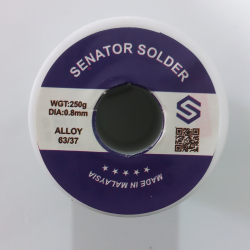 SENATOR SOLDER
WGT:250g
DIA:0.8mm
ALLOY
63/37
MADE IN MALAYSIA